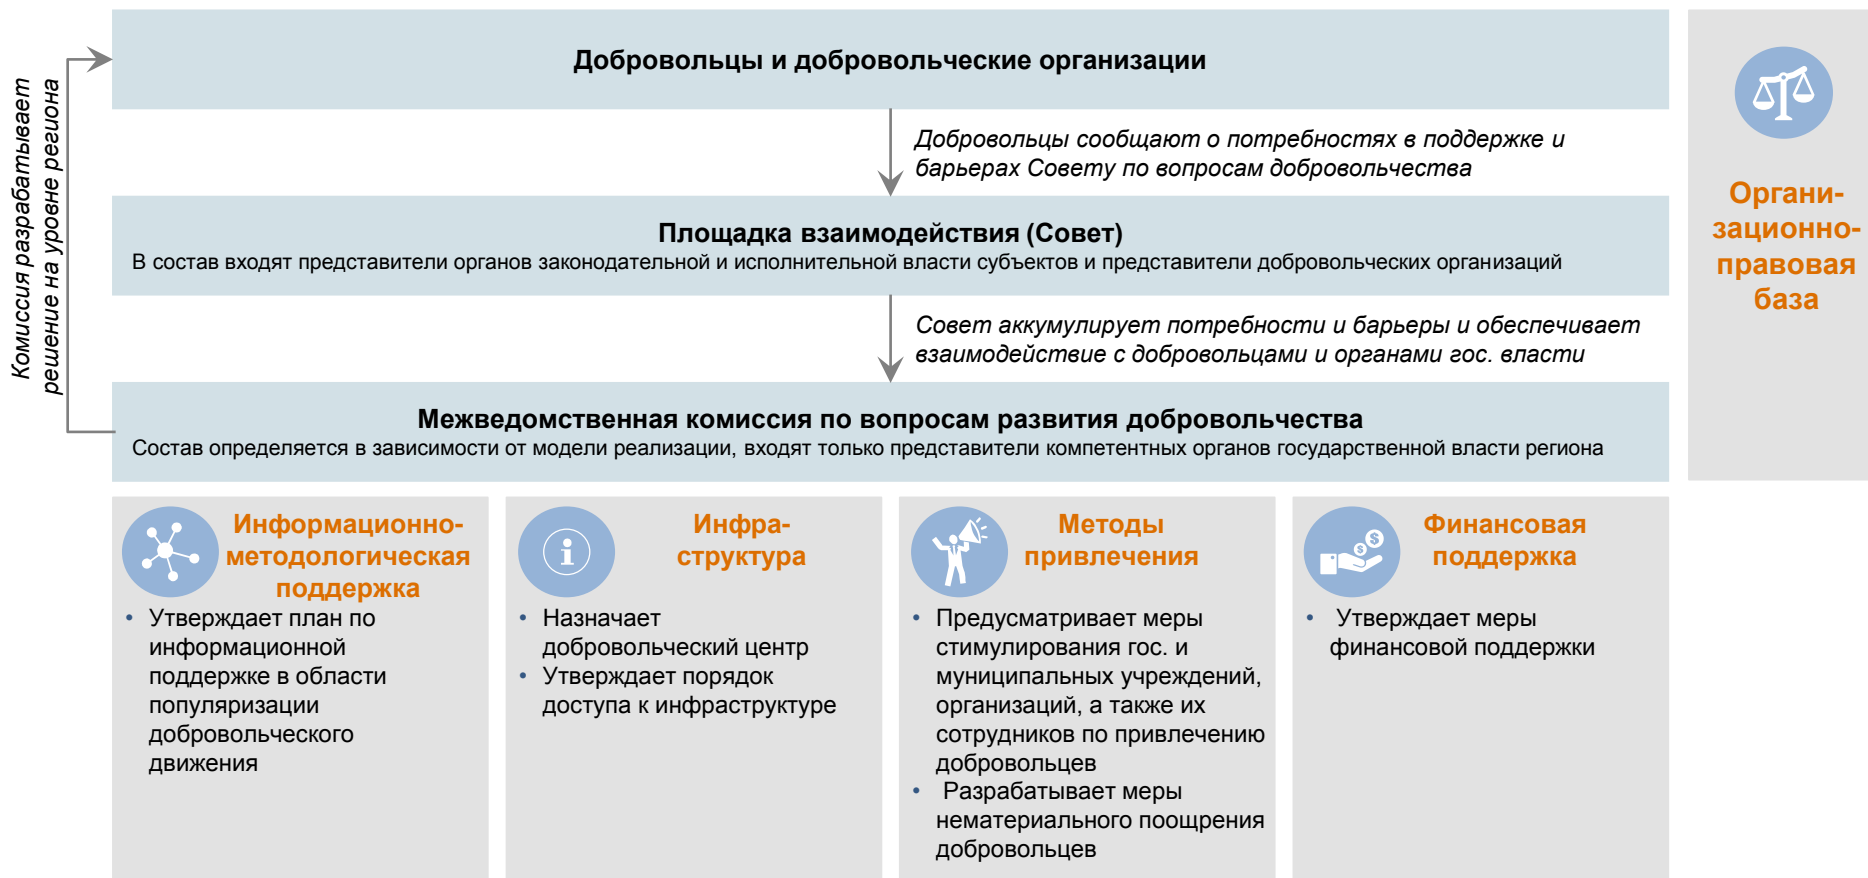 Добровольцы и добровольческие организации
Комиссия разрабатывает
решение на уровне региона
Добровольцы сообщают о потребностях в поддержке и
барьерах Совету по вопросам добровольчества
Площадка взаимодействия (Совет)
В состав входят представители органов законодательной и исполнительной власти субъектов и представители добровольческих организаций
Совет аккумулирует потребности и барьеры и обеспечивает
взаимодействие с добровольцами и органами гос. власти
Межведомственная комиссия по вопросам развития добровольчества
Состав определяется в зависимости от модели реализации, входят только представители компетентных органов государственной власти региона
Органи-
зационно-
правовая
база
Информационно-
методологическая
поддержка
• Утверждает план по
информационной
поддержке в области
популяризации
добровольческого
движения
Инфра-
структура
• Назначает
добровольческий центр
• Утверждает порядок
доступа к инфраструктуре
Методы
привлечения
• Предусматривает меры
стимулирования гос. и
муниципальных учреждений,
организаций, а также их
сотрудников по привлечению
добровольцев
• Разрабатывает меры
нематериального поощрения
добровольцев
Финансовая
поддержка
• Утверждает меры
финансовой поддержки